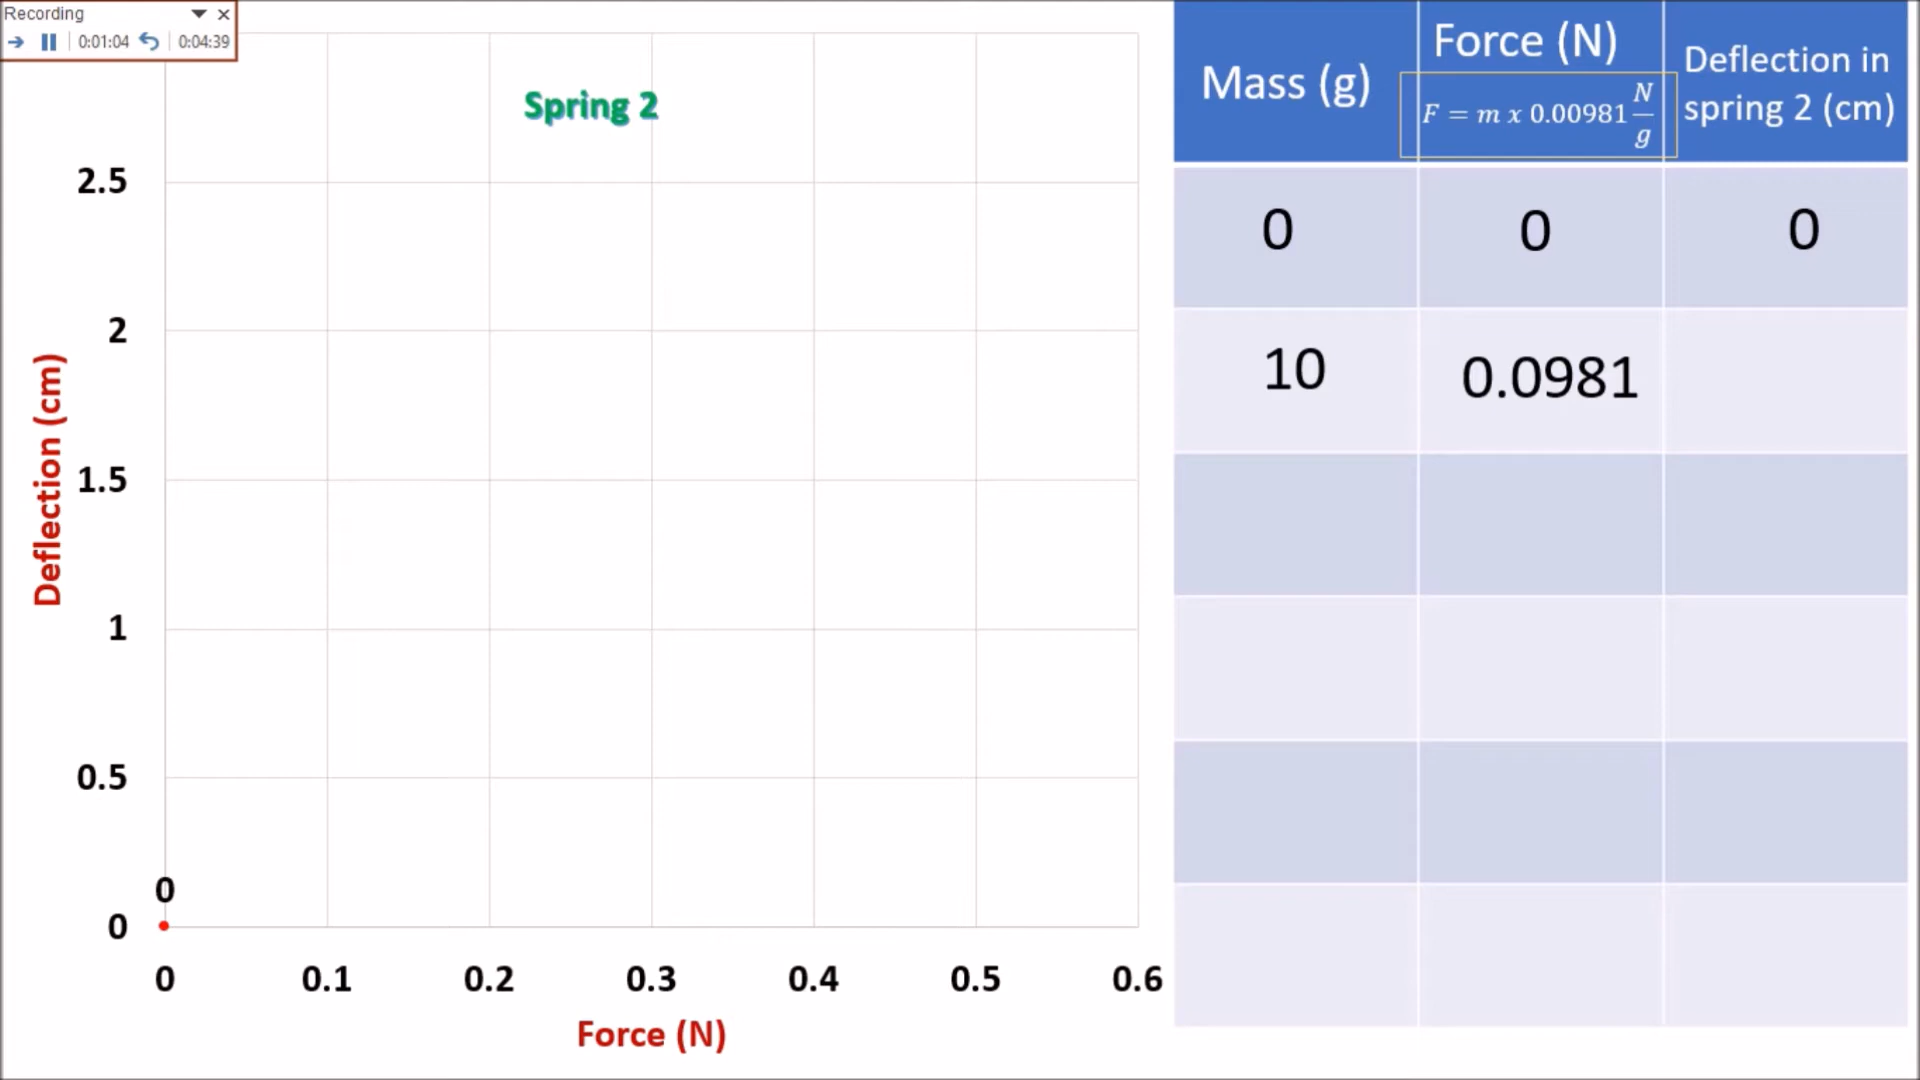 Recording
0:01:04 0:04:39
Spring 2
2.5
2
1.5
1
0.5
0
0
Deflection (cm)
0 0.1 0.2 0.3 0.4 0.5 0.6
Force (N)
Mass (g)
Force (N)
F = m x 0.00981 N/g
Deflection in
spring 2 (cm)
0 0 0
10 0.0981